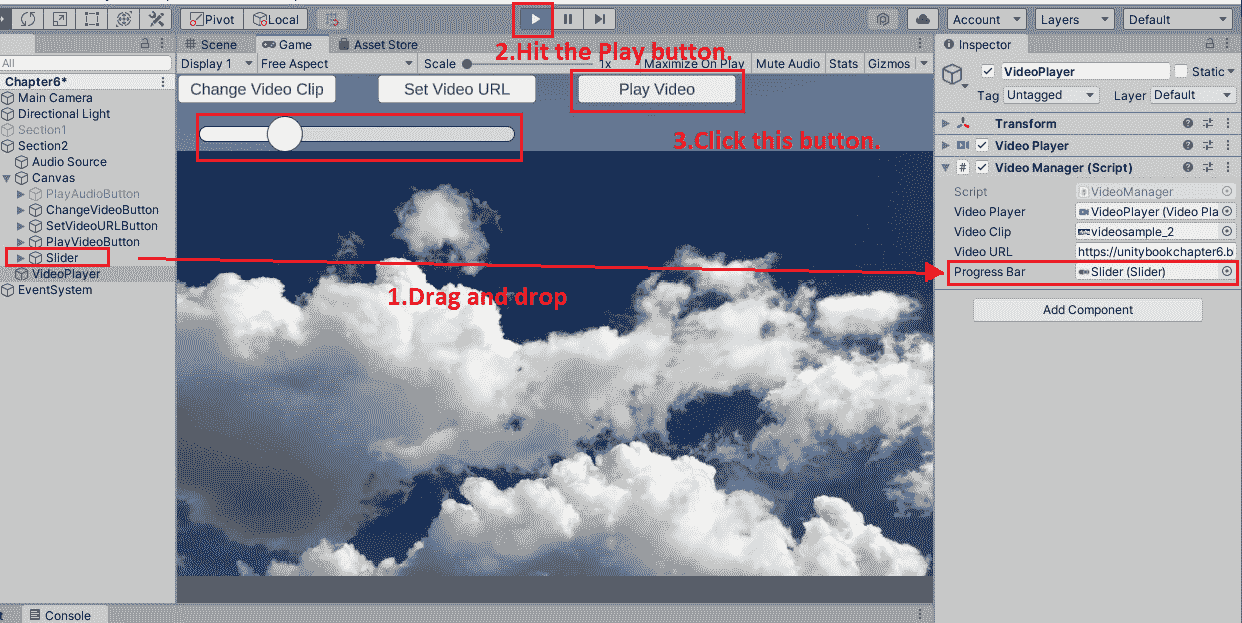 Pivot Local Account Layers Default
Scene Game Asset Store Inspector
2.Hit the Play button.
All Display 1 Free Aspect Scale 1x Maximize On Play Mute Audio Stats Gizmos
VideoPlayer Static
Chapter6*
Change Video Clip Set Video URL Play Video
Tag Untagged Layer Default
Main Camera
Directional Light
Section1
Section2
Audio Source
Canvas
PlayAudioButton
ChangeVideoButton
SetVideoURLButton
PlayVideoButton
Slider
VideoPlayer
EventSystem
3.Click this button.
1.Drag and drop
Transform
Video Player
# Video Manager (Script)
Script VideoManager
Video Player VideoPlayer (Video Pla
Video Clip videosample_2
Video URL https://unitybookchapter6.b
Progress Bar Slider (Slider)
Add Component
t Console